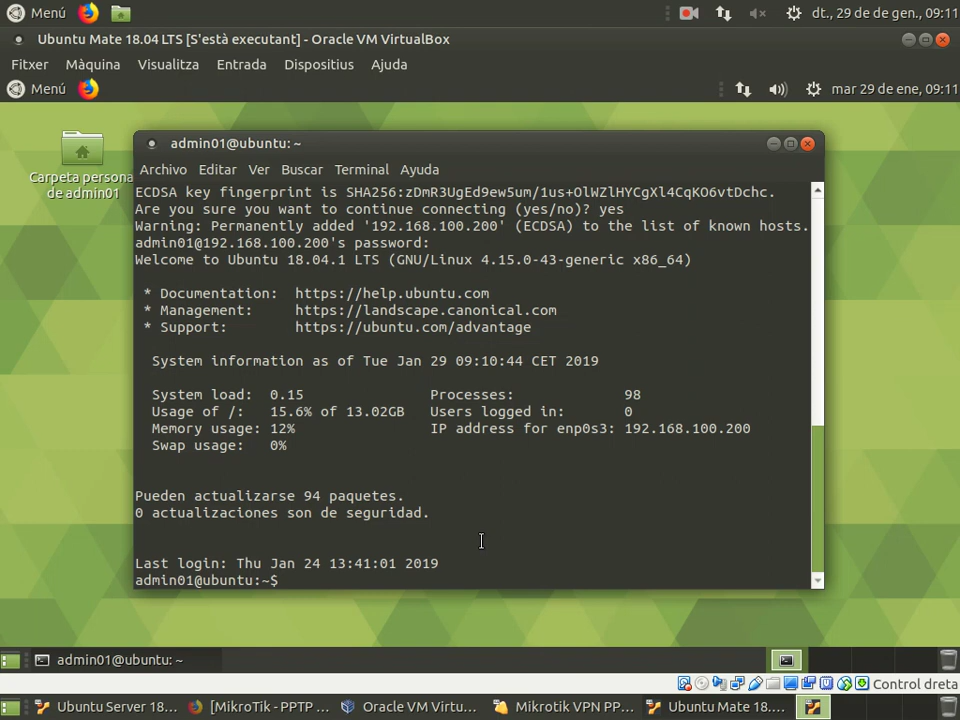 Menú
dt., 29 de de gen., 09:11
Ubuntu Mate 18.04 LTS [S'està executant] - Oracle VM VirtualBox
Fitxer Màquina Visualitza Entrada Dispositius Ajuda
Menú
mar 29 de ene, 09:11
Carpeta persona
de admin01
admin01@ubuntu: ~
Archivo Editar Ver Buscar Terminal Ayuda
ECDSA key fingerprint is SHA256:zDmR3UgEd9ew5um/1us+OlWZlHYCgXl4CqKO6vtDchc.
Are you sure you want to continue connecting (yes/no)? yes
Warning: Permanently added '192.168.100.200' (ECDSA) to the list of known hosts.
admin01@192.168.100.200's password:
Welcome to Ubuntu 18.04.1 LTS (GNU/Linux 4.15.0-43-generic x86_64)
* Documentation: https://help.ubuntu.com
* Management: https://landscape.canonical.com
* Support: https://ubuntu.com/advantage
System information as of Tue Jan 29 09:10:44 CET 2019
System load: 0.15 Processes: 98
Usage of /: 15.6% of 13.02GB Users logged in: 0
Memory usage: 12% IP address for enp0s3: 192.168.100.200
Swap usage: 0%
Pueden actualizarse 94 paquetes.
0 actualizaciones son de seguridad.
Last login: Thu Jan 24 13:41:01 2019
admin01@ubuntu:~$
admin01@ubuntu: ~
Control dreta
Ubuntu Server 18... [MikroTik - PPTP ... Oracle VM Virtu... Mikrotik VPN PP... Ubuntu Mate 18...